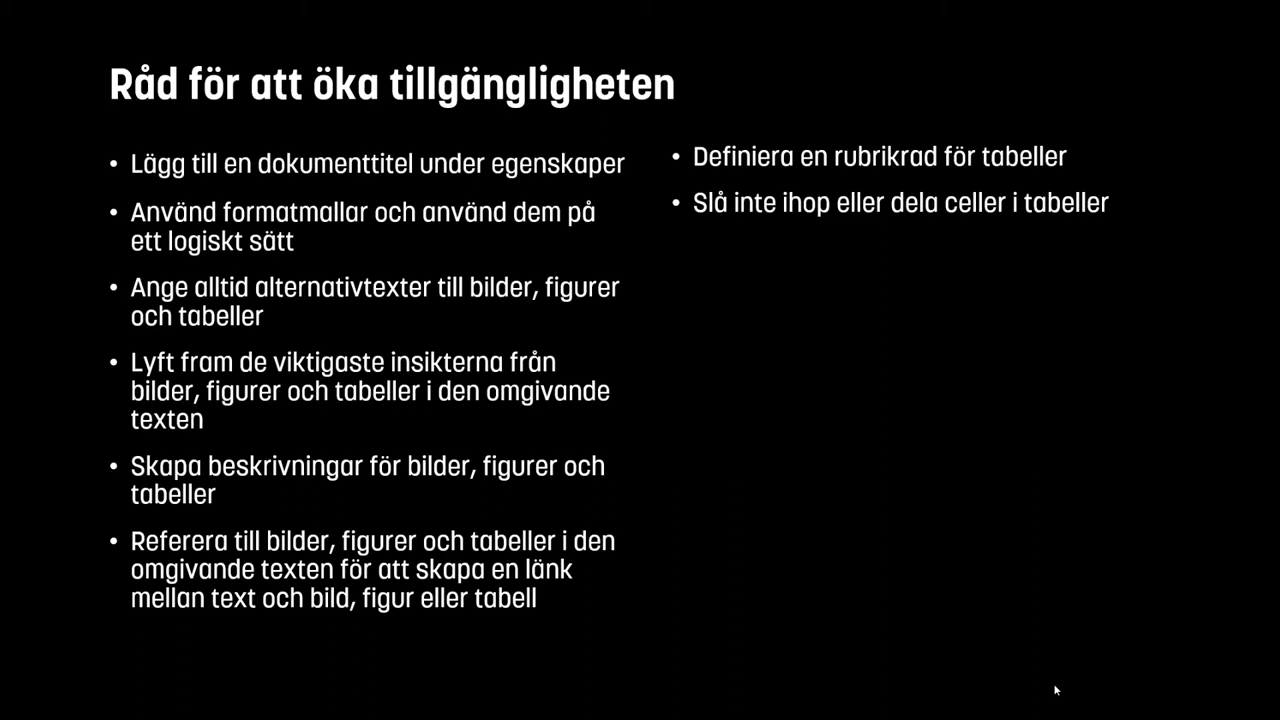 Råd för att öka tillgängligheten
• Lägg till en dokumenttitel under egenskaper
• Använd formatmallar och använd dem på
ett logiskt sätt
• Ange alltid alternativtexter till bilder, figurer
och tabeller
• Lyft fram de viktigaste insikterna från
bilder, figurer och tabeller i den omgivande
texten
• Skapa beskrivningar för bilder, figurer och
tabeller
• Referera till bilder, figurer och tabeller i den
omgivande texten för att skapa en länk
mellan text och bild, figur eller tabell
• Definiera en rubrikrad för tabeller
• Slå inte ihop eller dela celler i tabeller